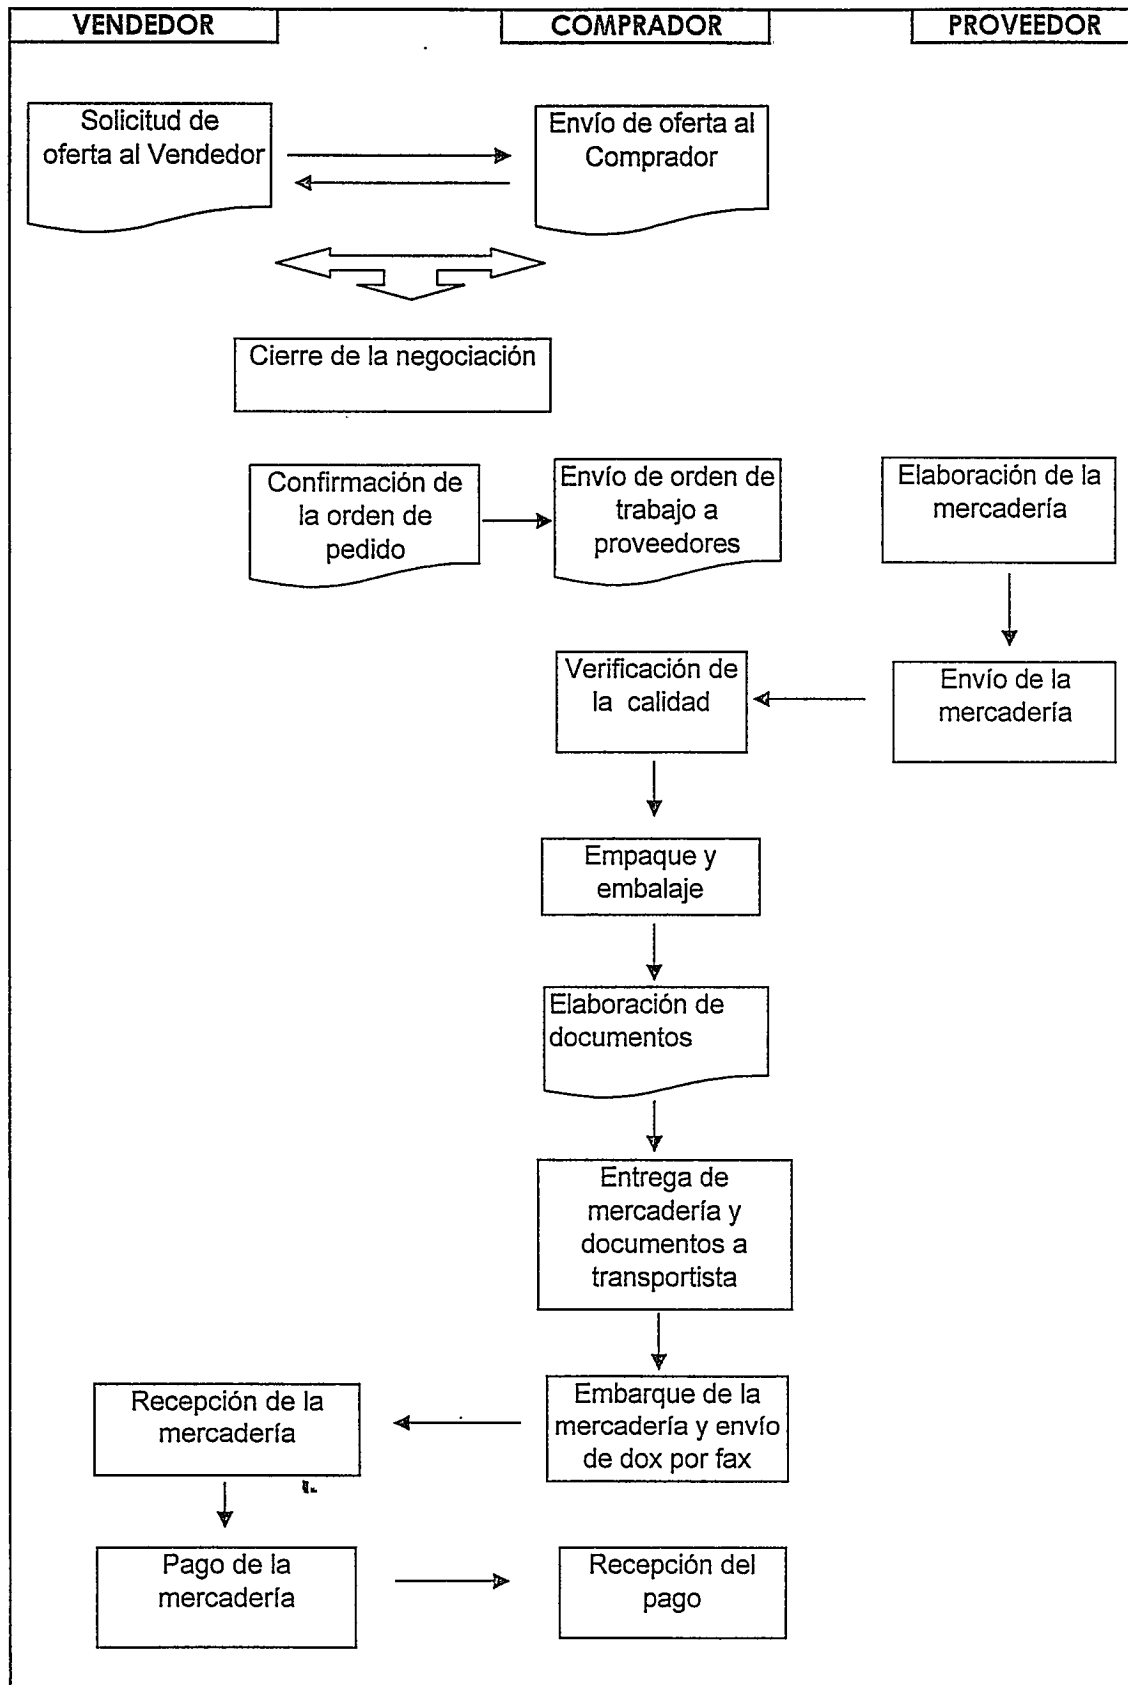 VENDEDOR
COMPRADOR
PROVEEDOR
Solicitud de
oferta al Vendedor
Envío de oferta al
Comprador
Cierre de la negociación
Confirmación de
la orden de
pedido
Envío de orden de
trabajo a
proveedores
Elaboración de la
mercadería
Verificación de
la calidad
Envío de la
mercadería
Empaque y
embalaje
Elaboración de
documentos
Entrega de
mercadería y
documentos a
transportista
Recepción de la
mercadería
Embarque de la
mercadería y envío
de dox por fax
Pago de la
mercadería
Recepción del
pago